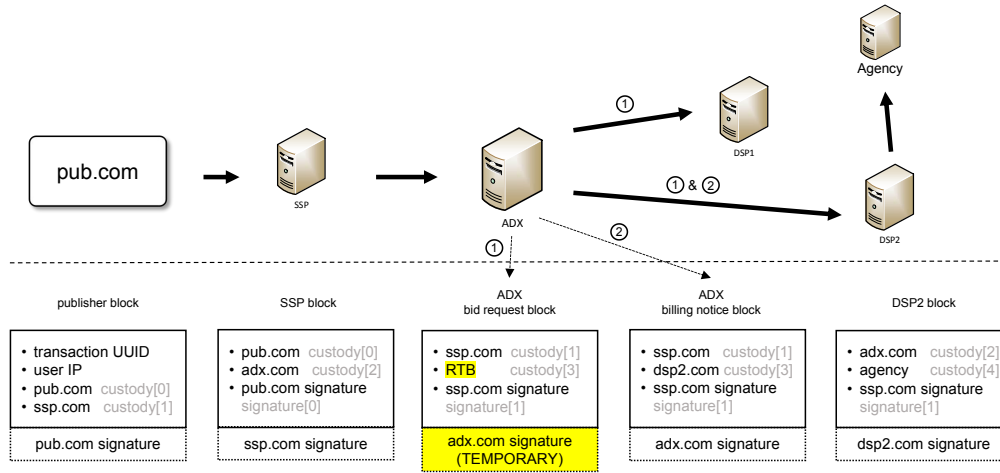 Agency
①
DSP1
pub.com
SSP
① & ②
ADX
DSP2
①
②
publisher block
SSP block
ADX
bid request block
ADX
billing notice block
DSP2 block
• transaction UUID
• user IP
• pub.com custody[0]
• ssp.com custody[1]
pub.com signature
• pub.com custody[0]
• adx.com custody[2]
• pub.com signature
signature[0]
ssp.com signature
• ssp.com custody[1]
• RTB custody[3]
• ssp.com signature
signature[1]
adx.com signature
(TEMPORARY)
• ssp.com custody[1]
• dsp2.com custody[3]
• ssp.com signature
signature[1]
adx.com signature
• adx.com custody[2]
• agency custody[4]
• ssp.com signature
signature[1]
dsp2.com signature